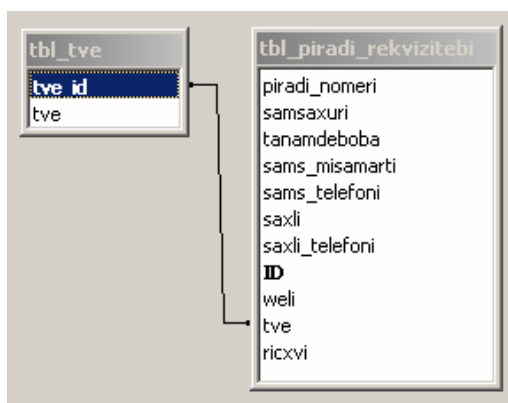 tbl_tve
tve_id
tve
tbl_piradi_rekvizitebi
piradi_nomeri
samsaxuri
tanamdeboba
sams_misamarti
sams_telefoni
saxli
saxli_telefoni
ID
weli
tve
ricxvi